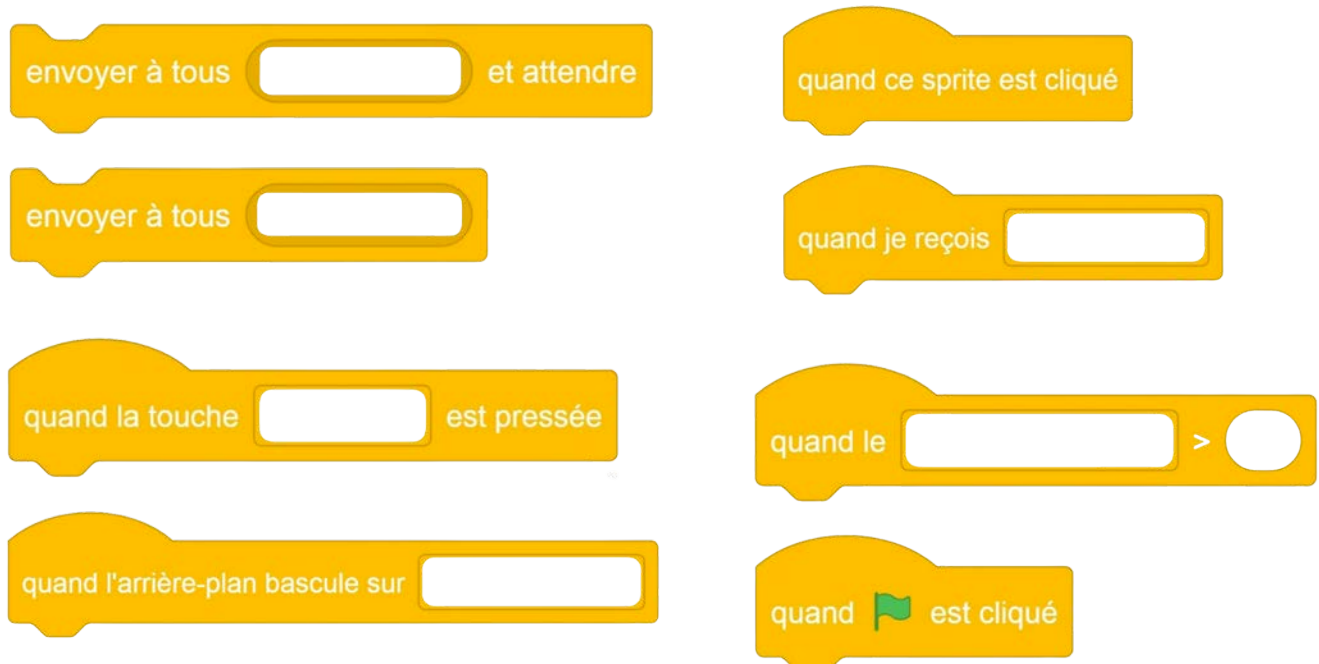 envoyer à tous et attendre
envoyer à tous
quand la touche est pressée
quand l'arrière-plan bascule sur
quand ce sprite est cliqué
quand je reçois
quand le >
quand est cliqué